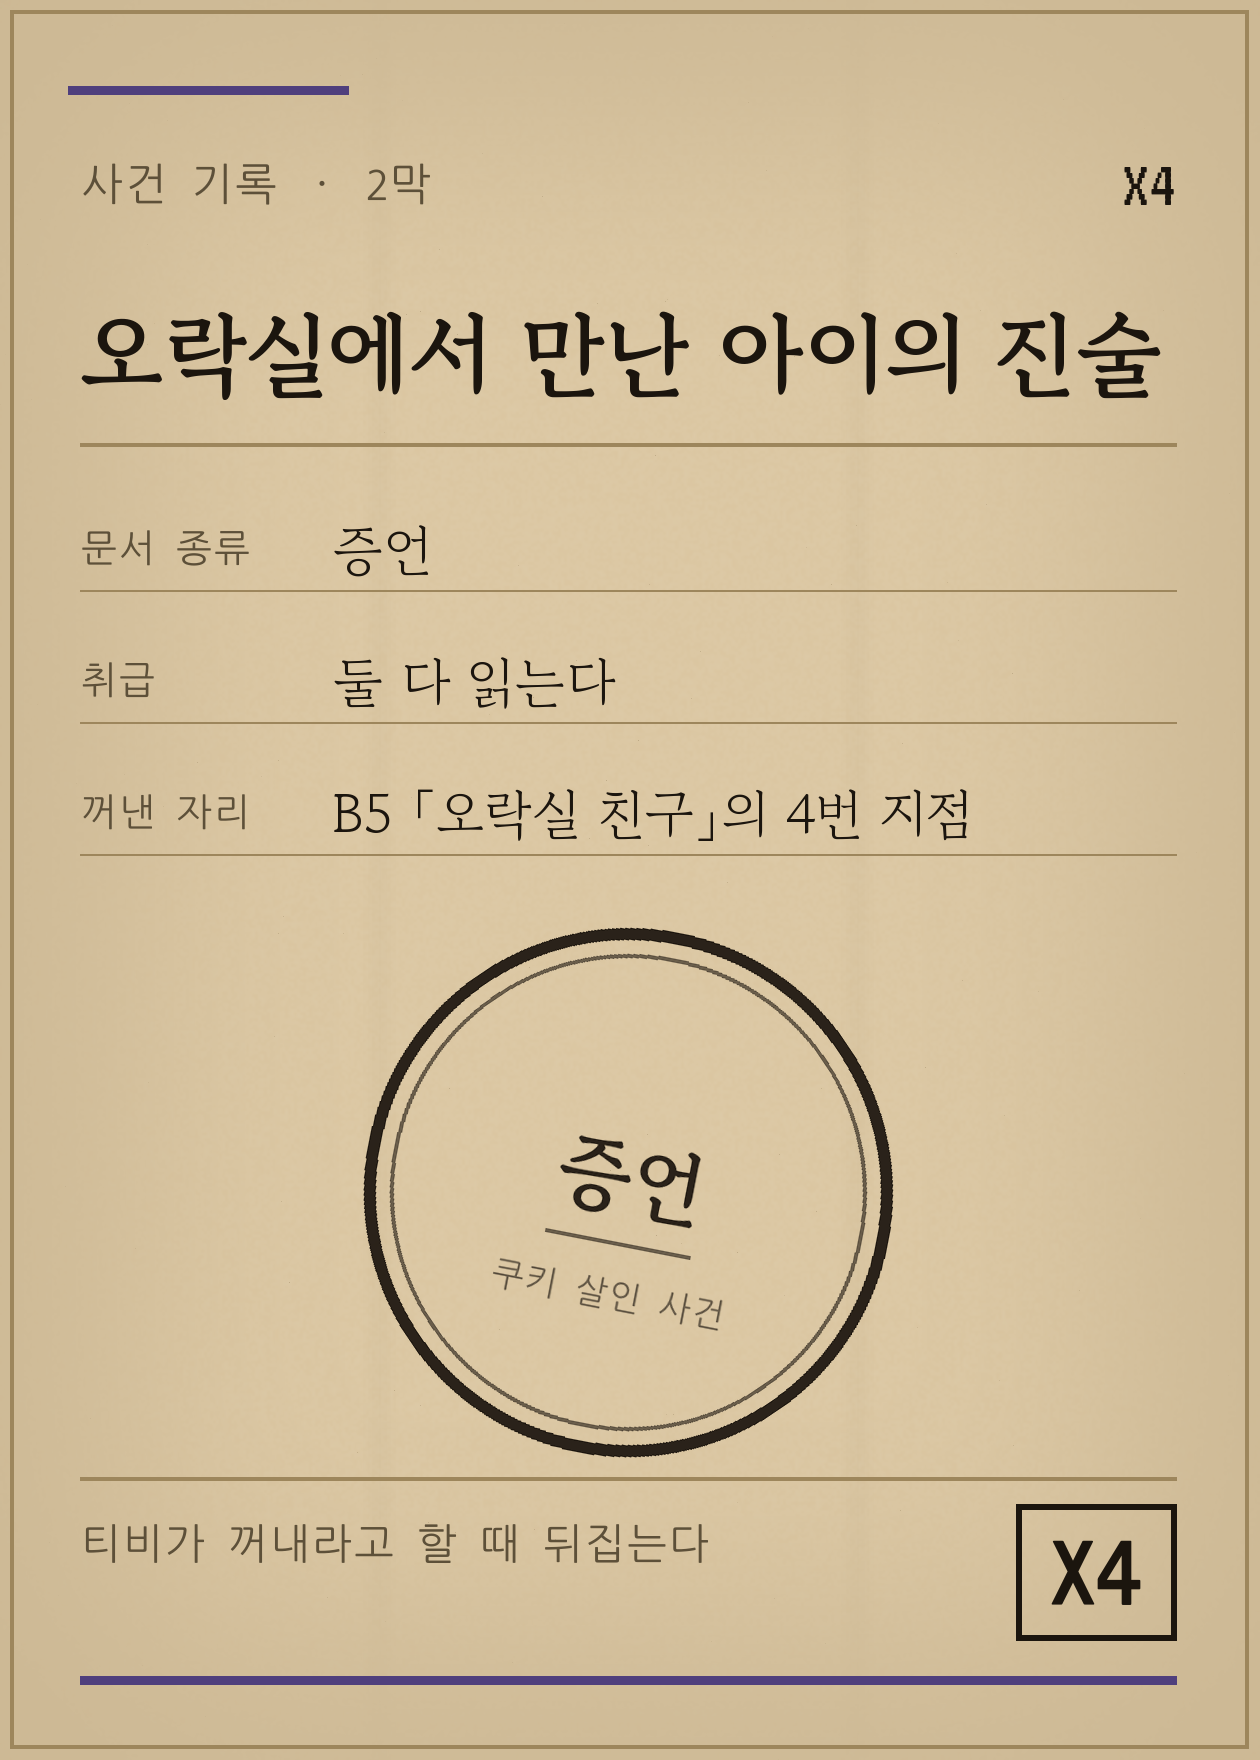 사건 기록 · 2막
X4
오락실에서 만난 아이의 진술
문서 종류 증언
취급 둘 다 읽는다
꺼낸 자리 B5「오락실 친구」의 4번 지점
증언
쿠키 살인 사건
티비가 꺼내라고 할 때 뒤집는다
X4